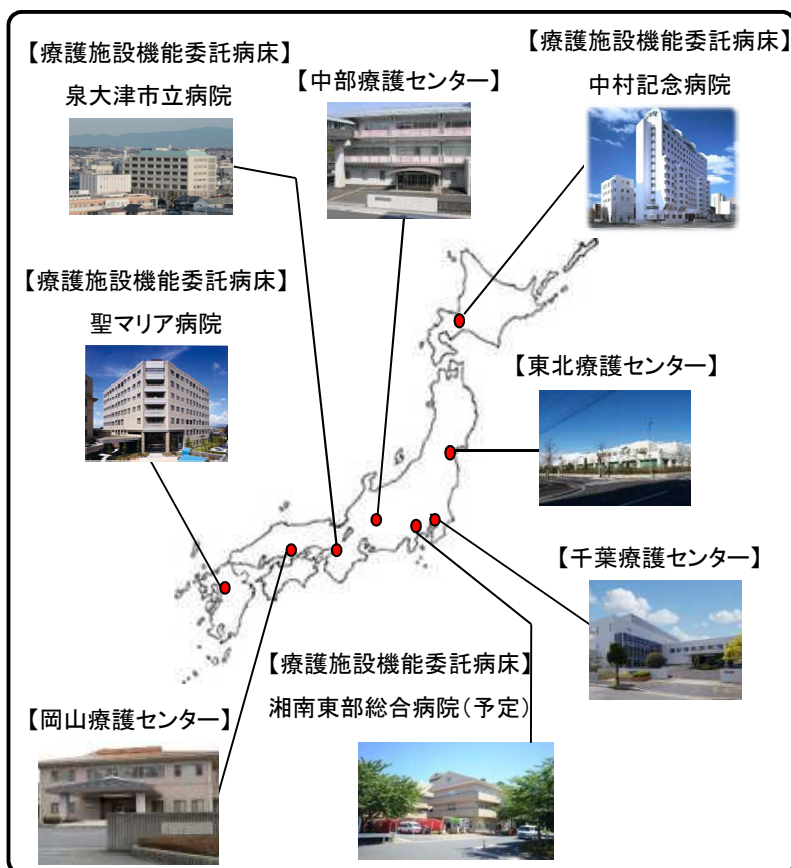 【療護施設機能委託病床】
泉大津市立病院
【中部療護センター】
【療護施設機能委託病床】
中村記念病院
【療護施設機能委託病床】
聖マリア病院
【東北療護センター】
【千葉療護センター】
【療護施設機能委託病床】
湘南東部総合病院(予定)
【岡山療護センター】